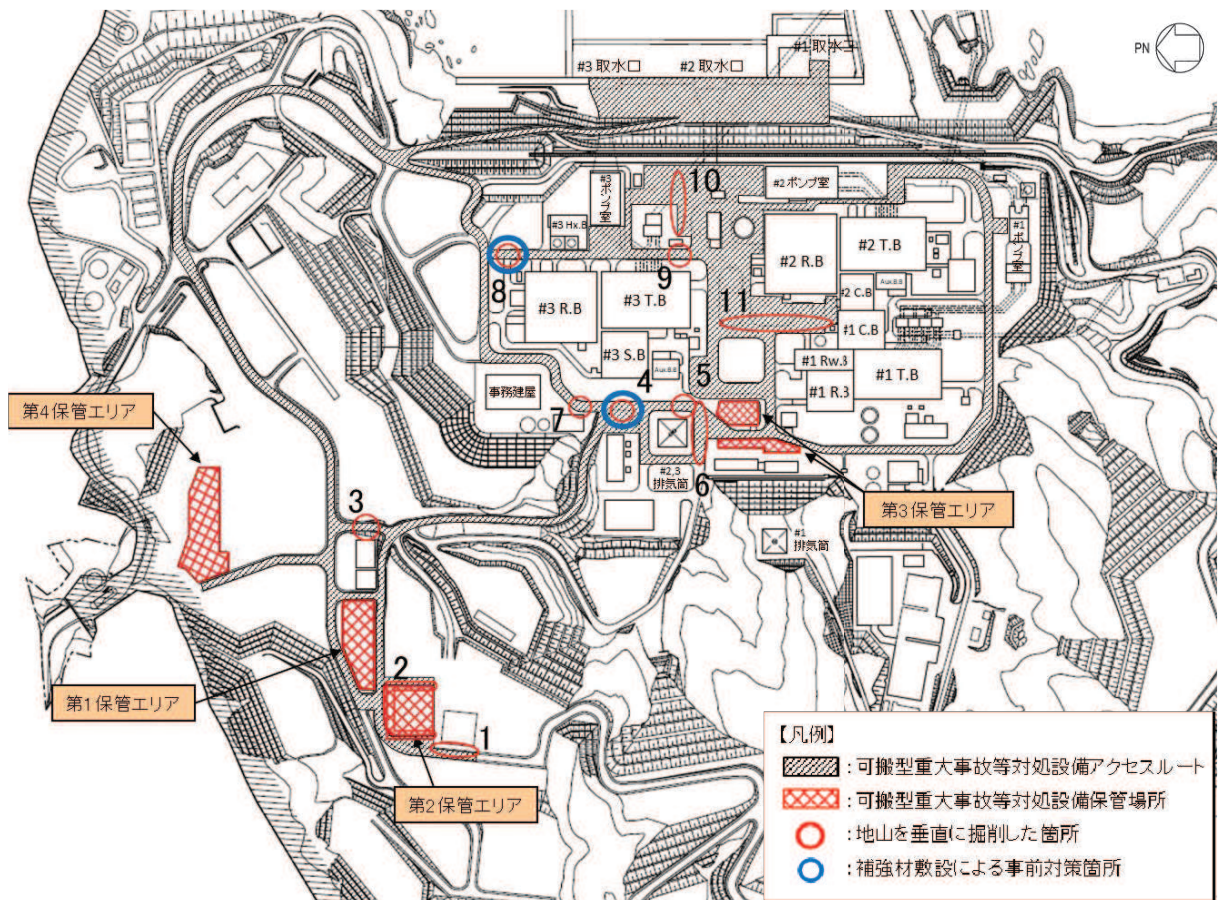 #1取水口
#3取水口
#2取水口
PN
#3
ポンプ室
#2ポンプ室
10
#3 Hx.B
#1
ポンプ室
#2 R.B
#2 T.B
8
9
#3 R.B
#3 T.B
#2 C.B
Aux.B.B
11
#1 C.B
#3 S.B
Aux.B.B
#1 Rw.B
#1 T.B
#1 R.B
事務建屋
4
5
7
第4保管エリア
#2,3
排気筒
6
第3保管エリア
3
#1
排気筒
第1保管エリア
2
1
第2保管エリア
【凡例】
:可搬型重大事故等対処設備アクセスルート
:可搬型重大事故等対処設備保管場所
:地山を垂直に掘削した箇所
:補強材敷設による事前対策箇所